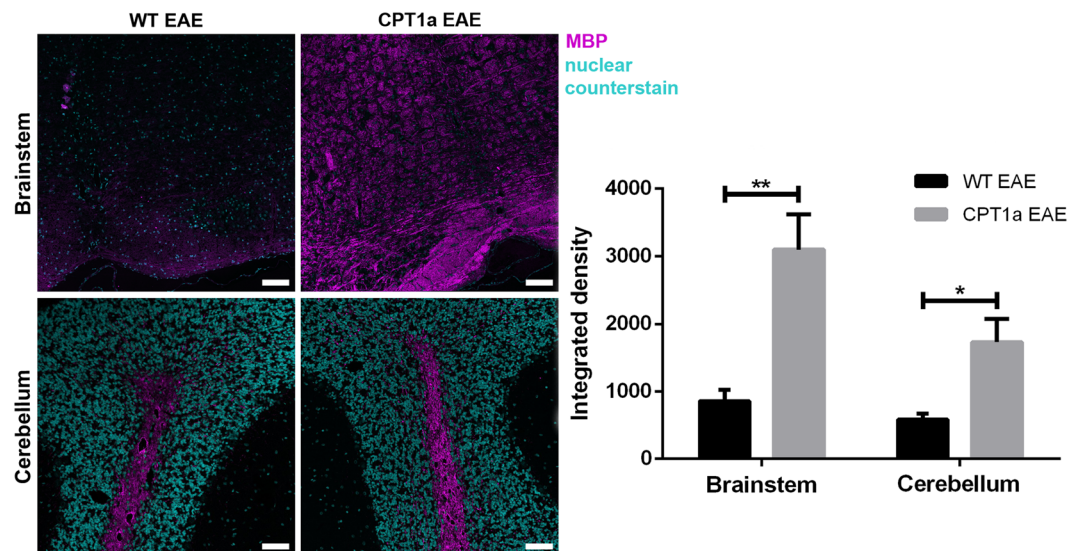 WT EAE
CPT1a EAE
MBP
nuclear
counterstain
Brainstem
Cerebellum
Integrated density
4000
3000
2000
1000
0
**
*
WT EAE
CPT1a EAE
Brainstem
Cerebellum